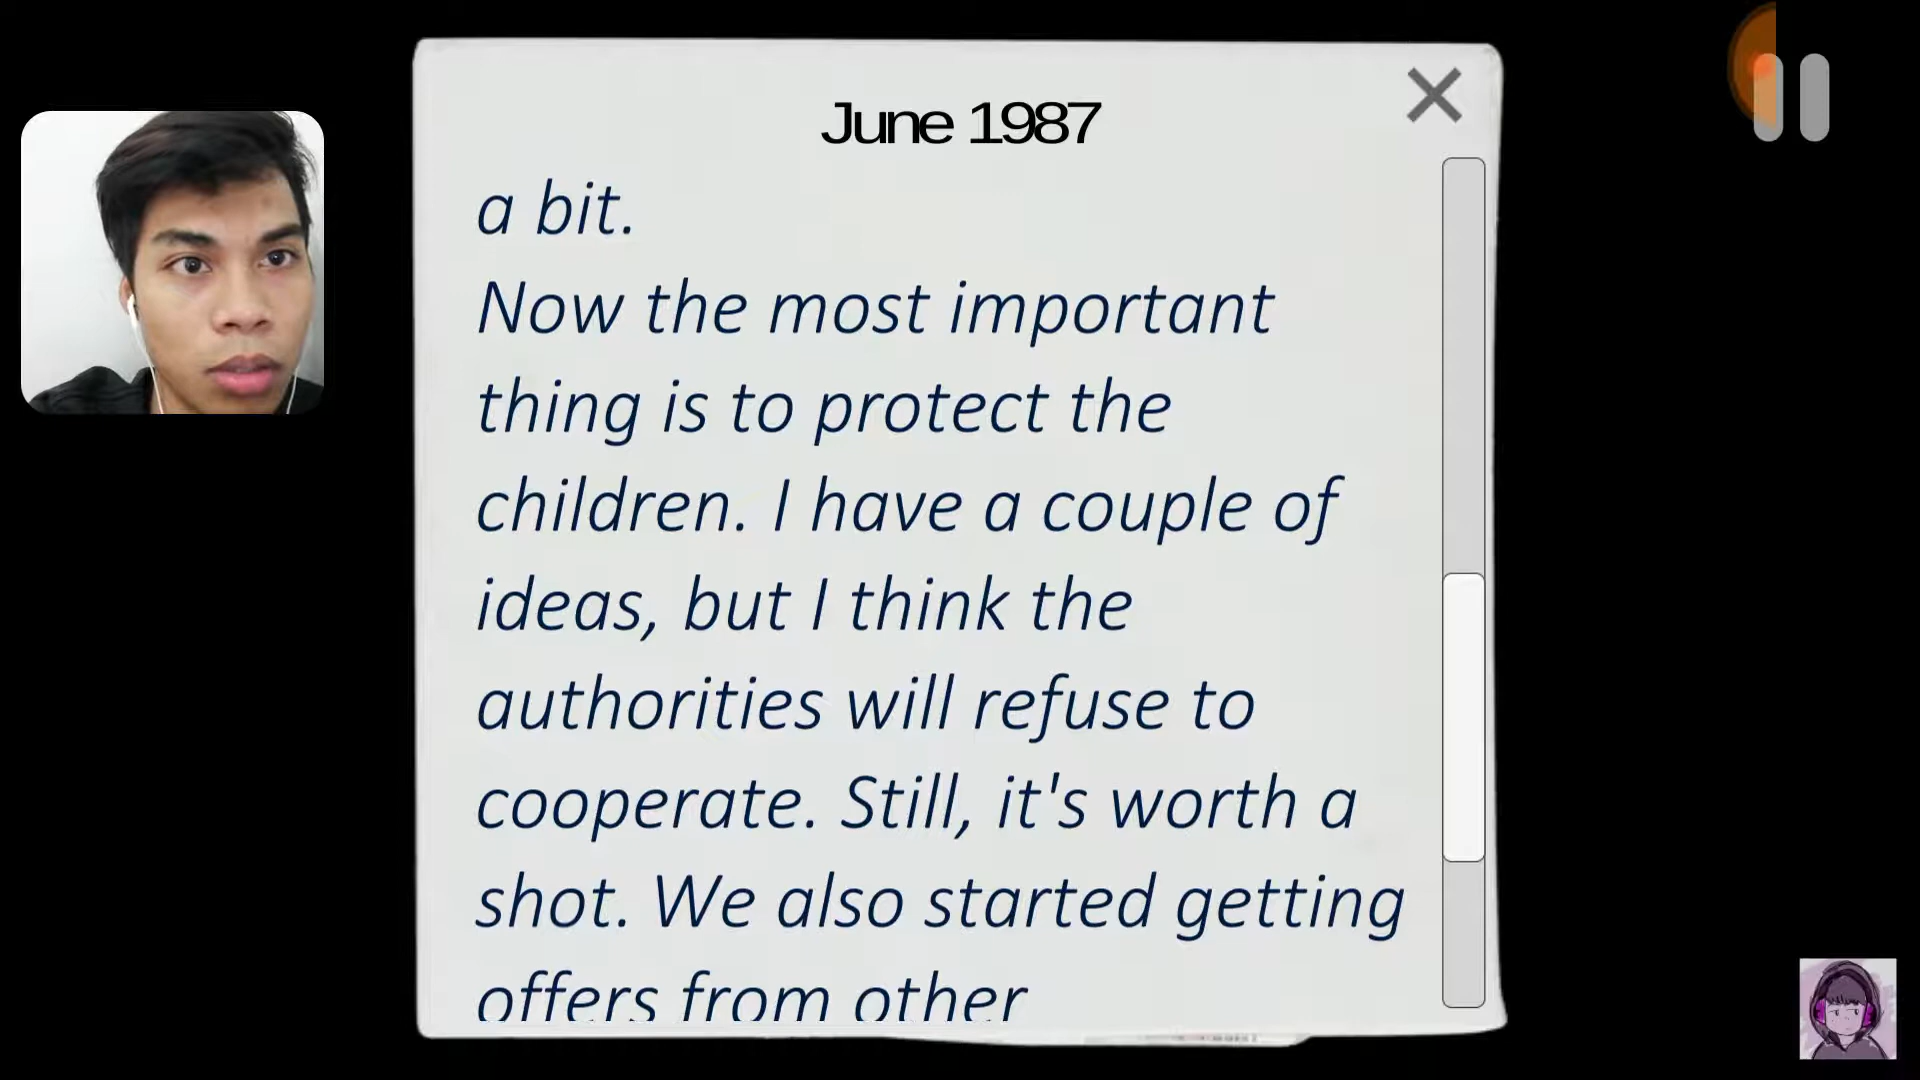 June 1987
a bit.
Now the most important
thing is to protect the
children. I have a couple of
ideas, but I think the
authorities will refuse to
cooperate. Still, it's worth a
shot. We also started getting
offers from other